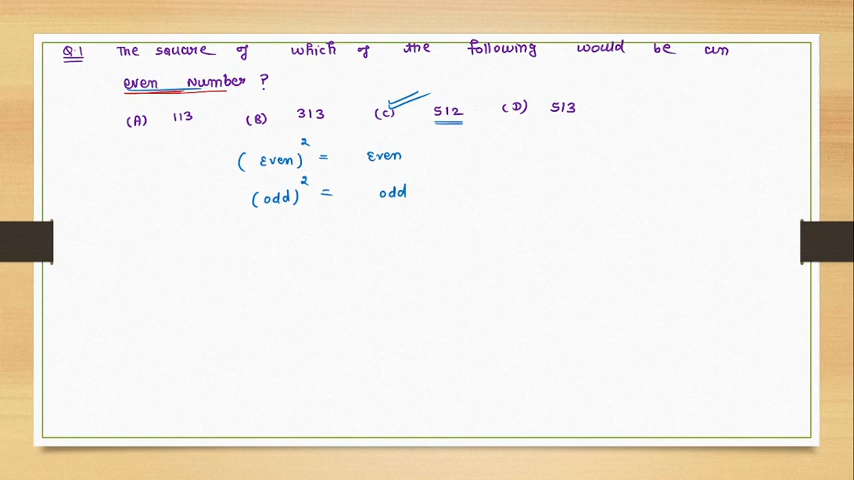 Q.1 The square of which of the following would be an
even Number ?
(A) 113 (B) 313 (C) 512 (D) 513
(Even)² = Even
(odd)² = odd